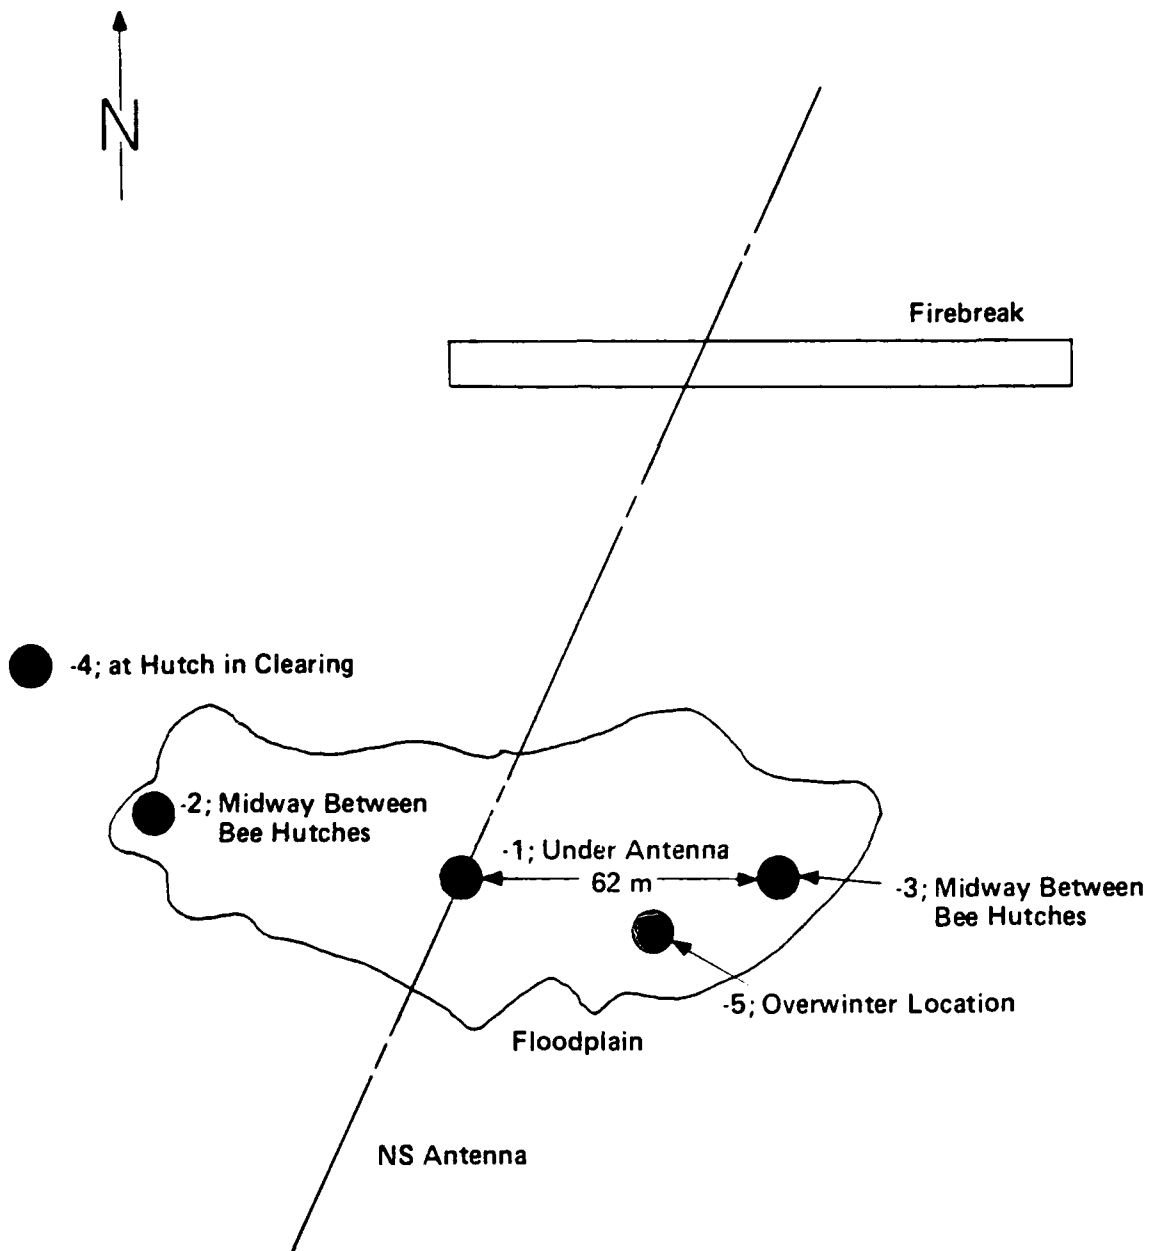 N
Firebreak
-4; at Hutch in Clearing
-2; Midway Between
Bee Hutches
-1; Under Antenna
62 m
-3; Midway Between
Bee Hutches
-5; Overwinter Location
Floodplain
NS Antenna